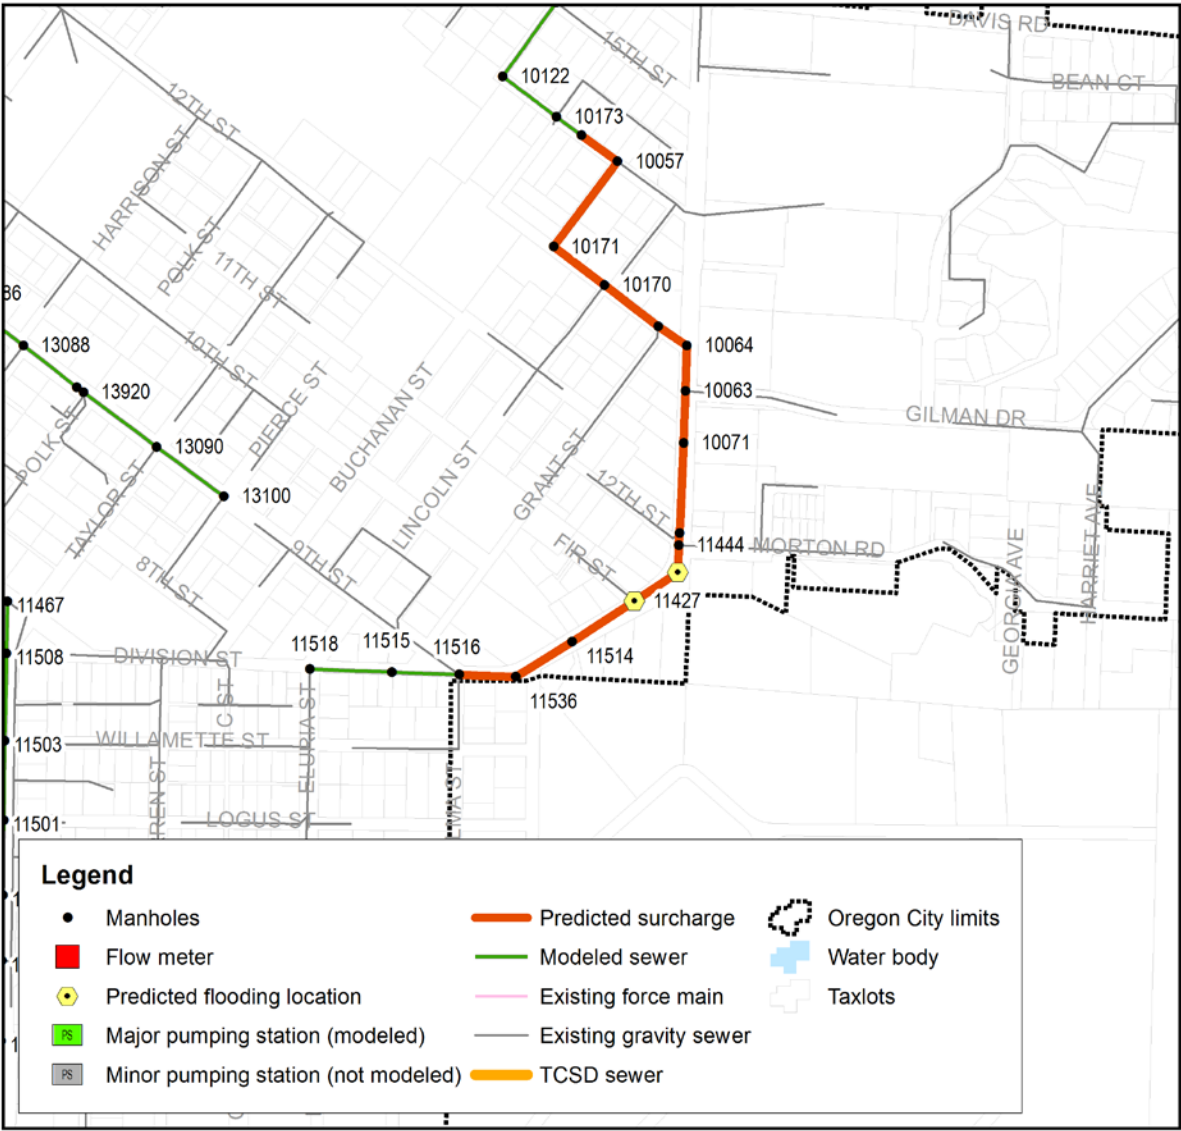 DAVIS RD
15TH ST
10122
BEAN CT
12TH ST
10173
10057
HARRISON ST
10171
POLK ST
11TH ST
10170
86
13088
10064
10TH ST
10063
13920
PIERCE ST
BUCHANAN ST
GILMAN DR
POLK ST
13090
10071
LINCOLN ST
GRANT ST
13100
12TH ST
TAYLOR ST
HARRIET AVE
9TH ST
FIR ST
11444
MORTON RD
8TH ST
GEORGIA AVE
11467
11427
11518
11515
11516
11508
DIVISION ST
11514
C ST
11536
ELURIA ST
11503
WILLAMETTE ST
REN ST
MA ST
11501
LOGUS ST
Legend
Manholes
Predicted surcharge
Oregon City limits
Flow meter
Modeled sewer
Water body
Predicted flooding location
Existing force main
Taxlots
PS
Major pumping station (modeled)
Existing gravity sewer
PS
Minor pumping station (not modeled)
TCSD sewer